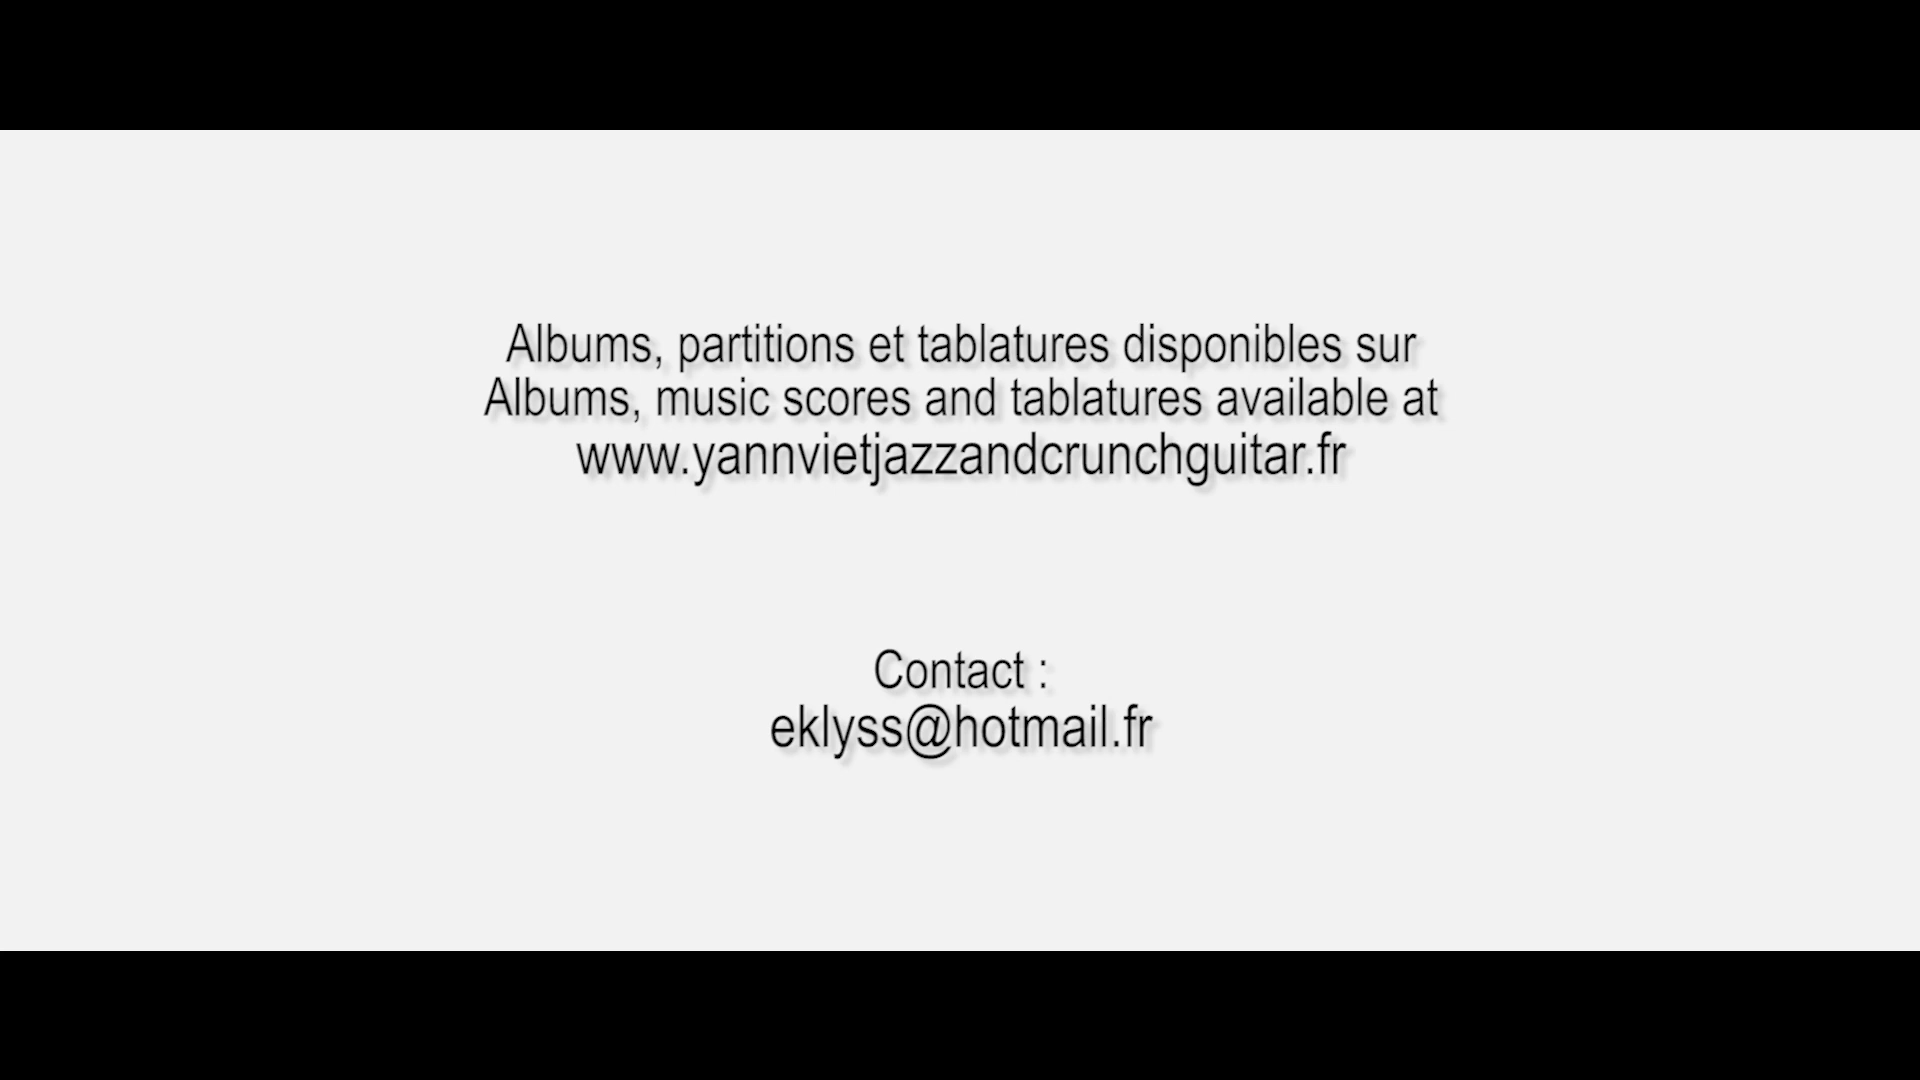 Albums, partitions et tablatures disponibles sur
Albums, music scores and tablatures available at
www.yannvietjazzandcrunchguitar.fr
Contact :
eklyss@hotmail.fr